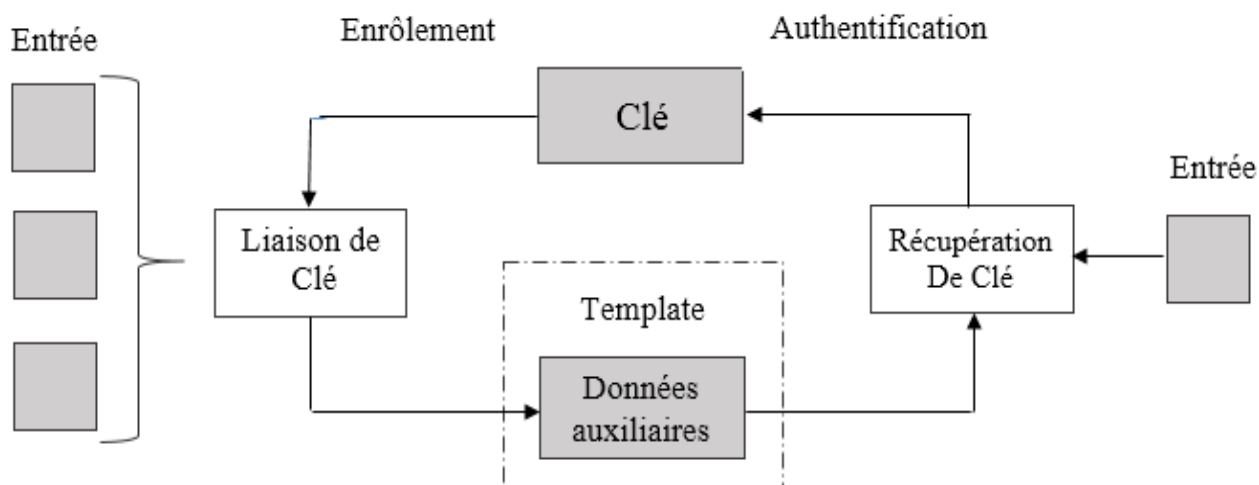 Enrôlement
Authentification
Entrée
Clé
Entrée
Liaison de
Clé
Récupération
De Clé
Template
Données
auxiliaires